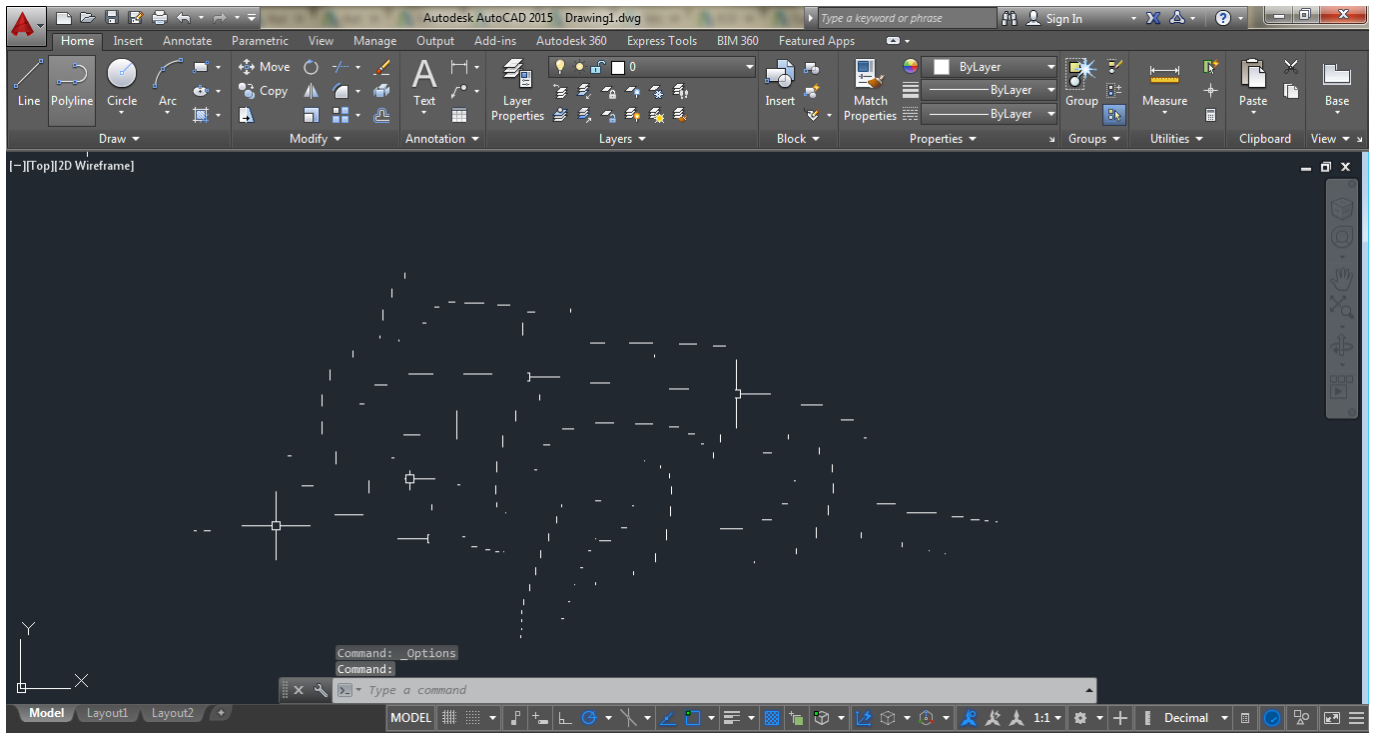 Autodesk AutoCAD 2015 Drawing1.dwg Type a keyword or phrase Sign In
Home Insert Annotate Parametric View Manage Output Add-ins Autodesk 360 Express Tools BIM 360 Featured Apps
Line Polyline Circle Arc
Move
Copy
Text
Layer
Properties
0
Insert
Match
Properties
ByLayer
ByLayer
ByLayer
Group
Measure
Paste
Base
Draw Modify Annotation Layers Block Properties Groups Utilities Clipboard View
[−][Top][2D Wireframe]
Y
X
Command: _Options
Command:
Type a command
Model Layout1 Layout2 +
MODEL 1:1 Decimal